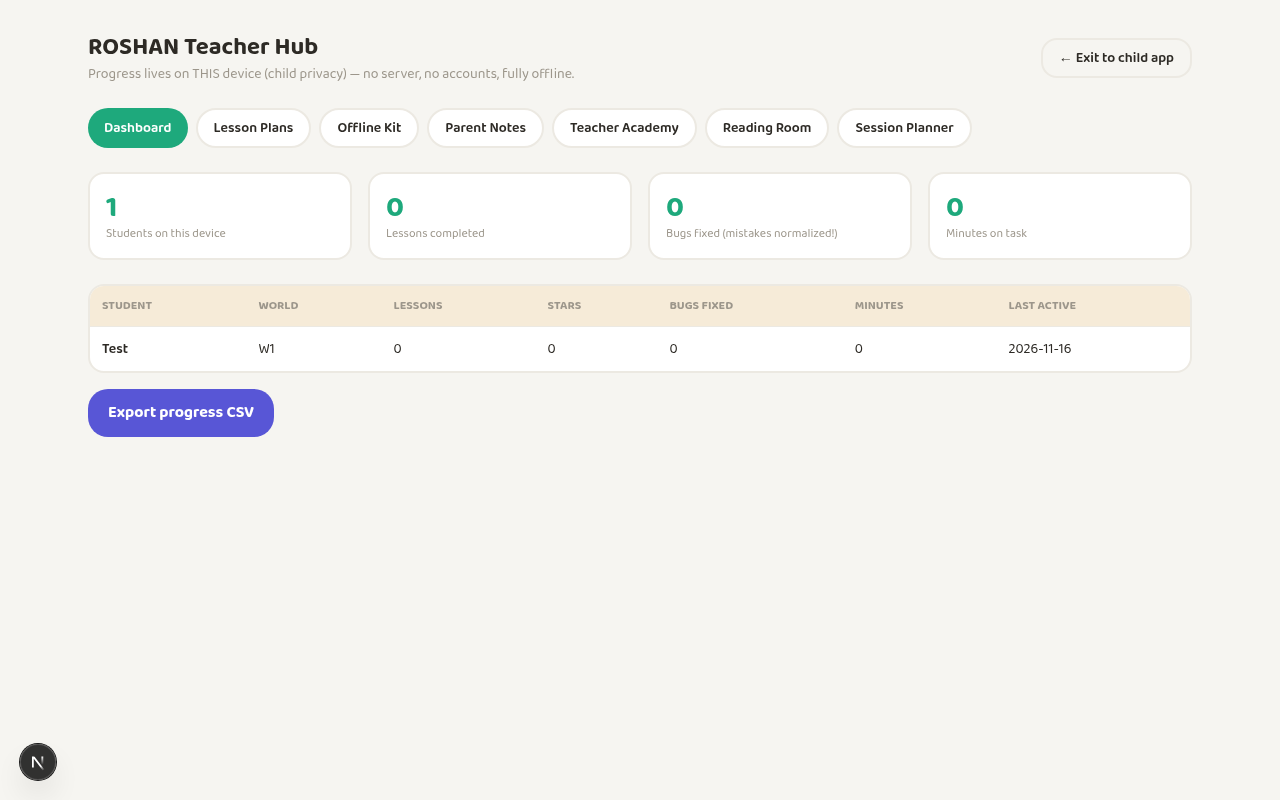 ROSHAN Teacher Hub
Progress lives on THIS device (child privacy) — no server, no accounts, fully offline.
← Exit to child app
Dashboard Lesson Plans Offline Kit Parent Notes Teacher Academy Reading Room Session Planner
1 0 0 0
Students on this device Lessons completed Bugs fixed (mistakes normalized!) Minutes on task
STUDENT WORLD LESSONS STARS BUGS FIXED MINUTES LAST ACTIVE
Test W1 0 0 0 0 2026-11-16
Export progress CSV
N